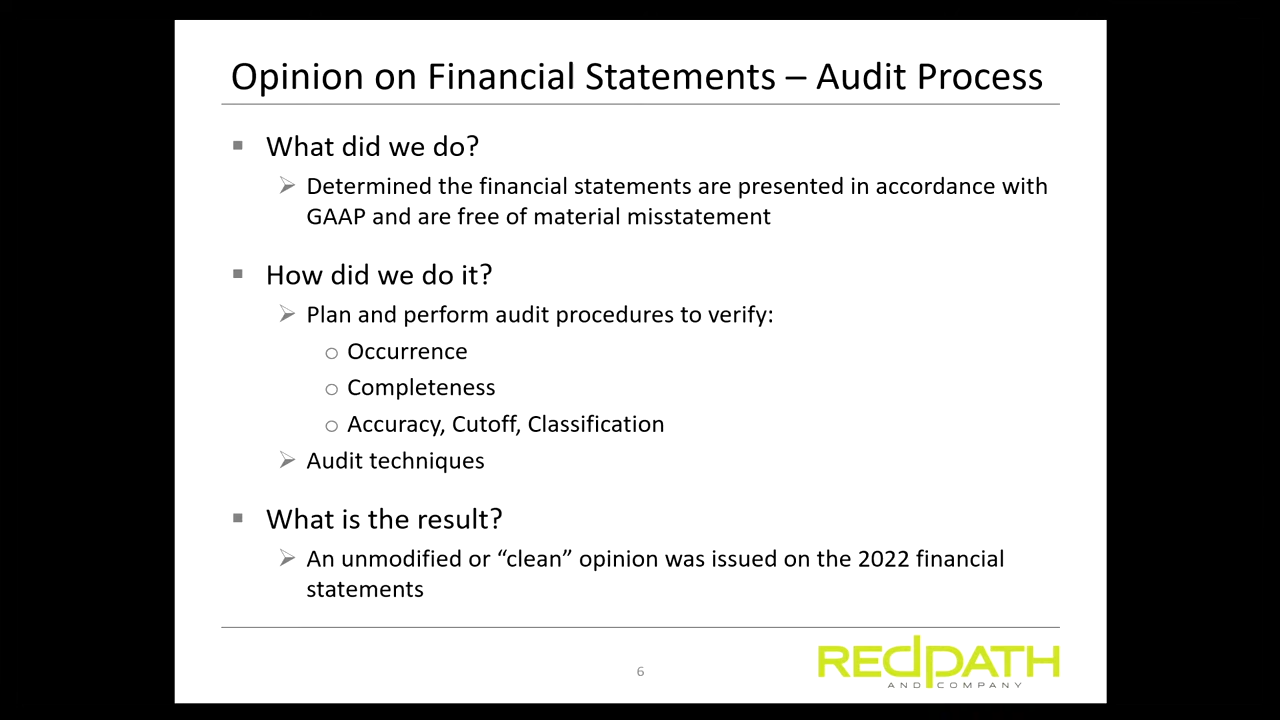 Opinion on Financial Statements – Audit Process
What did we do?
Determined the financial statements are presented in accordance with
GAAP and are free of material misstatement
How did we do it?
Plan and perform audit procedures to verify:
Occurrence
Completeness
Accuracy, Cutoff, Classification
Audit techniques
What is the result?
An unmodified or “clean” opinion was issued on the 2022 financial
statements
6
REDPATH
AND COMPANY